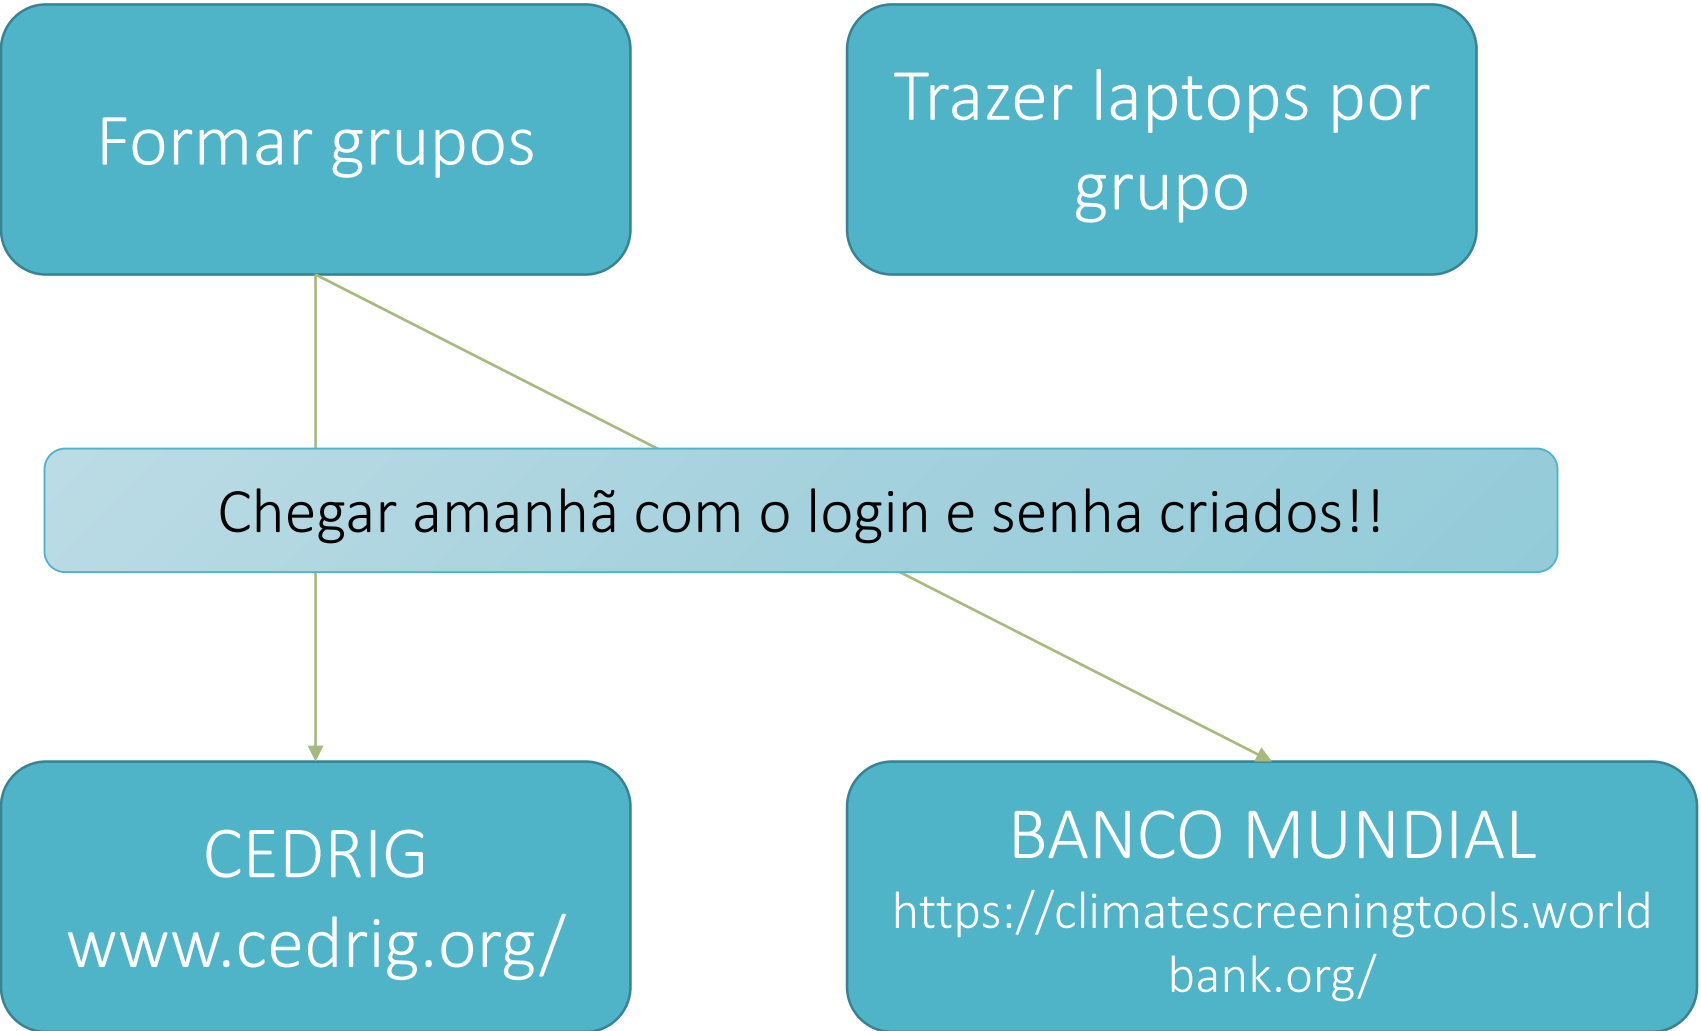 Formar grupos
Trazer laptops por
grupo
Chegar amanhã com o login e senha criados!!
CEDRIG
www.cedrig.org/
BANCO MUNDIAL
https://climatescreeningtools.world
bank.org/